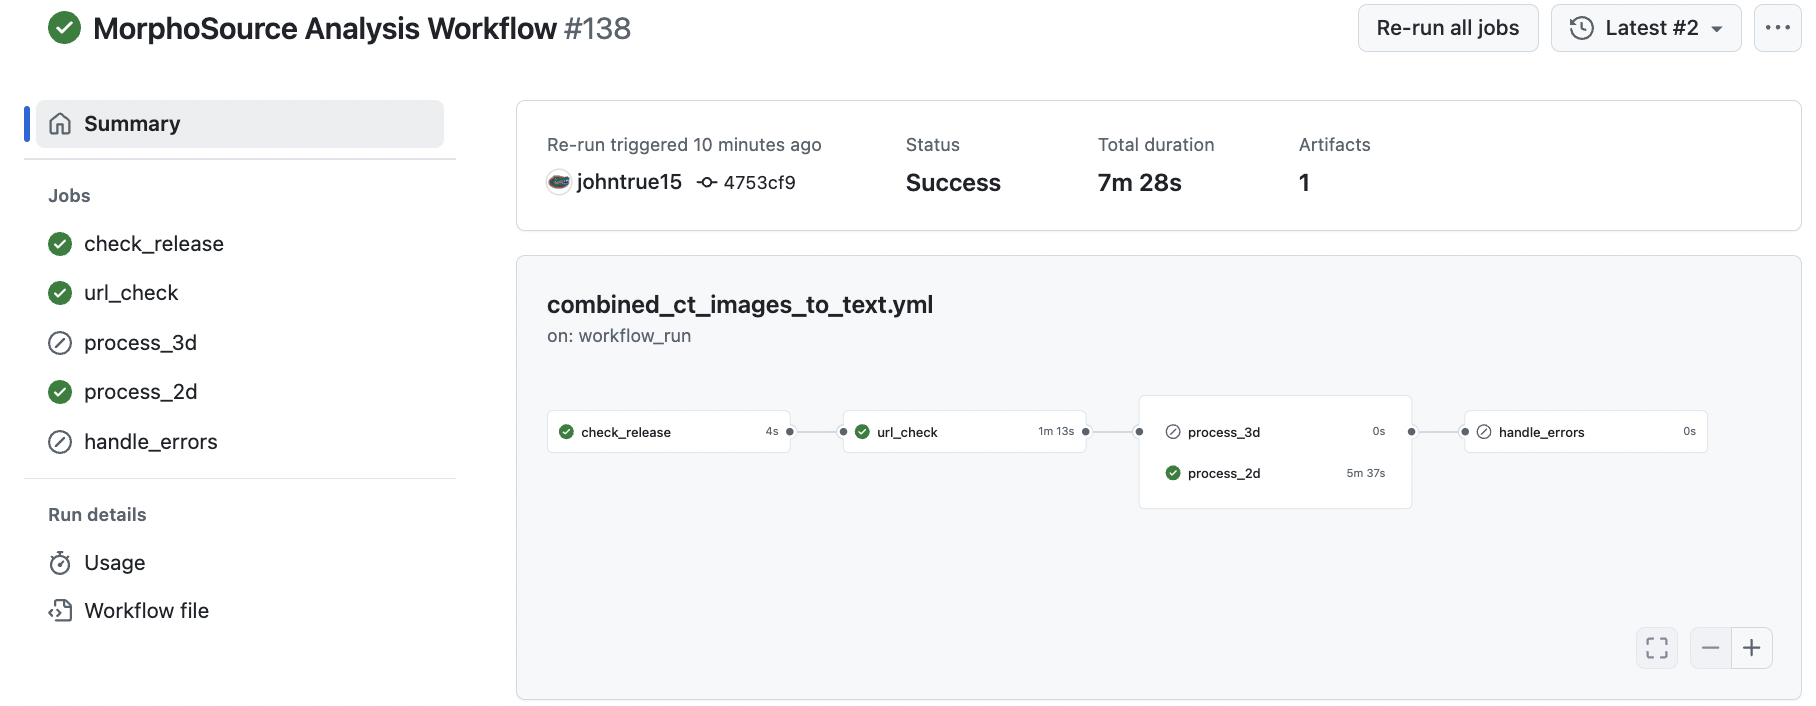 MorphoSource Analysis Workflow #138
Re-run all jobs
Latest #2
Summary
Jobs
check_release
url_check
process_3d
process_2d
handle_errors
Run details
Usage
Workflow file
Re-run triggered 10 minutes ago
johntrue15 4753cf9
Status
Success
Total duration
7m 28s
Artifacts
1
combined_ct_images_to_text.yml
on: workflow_run
check_release 4s
url_check 1m 13s
process_3d 0s
process_2d 5m 37s
handle_errors 0s